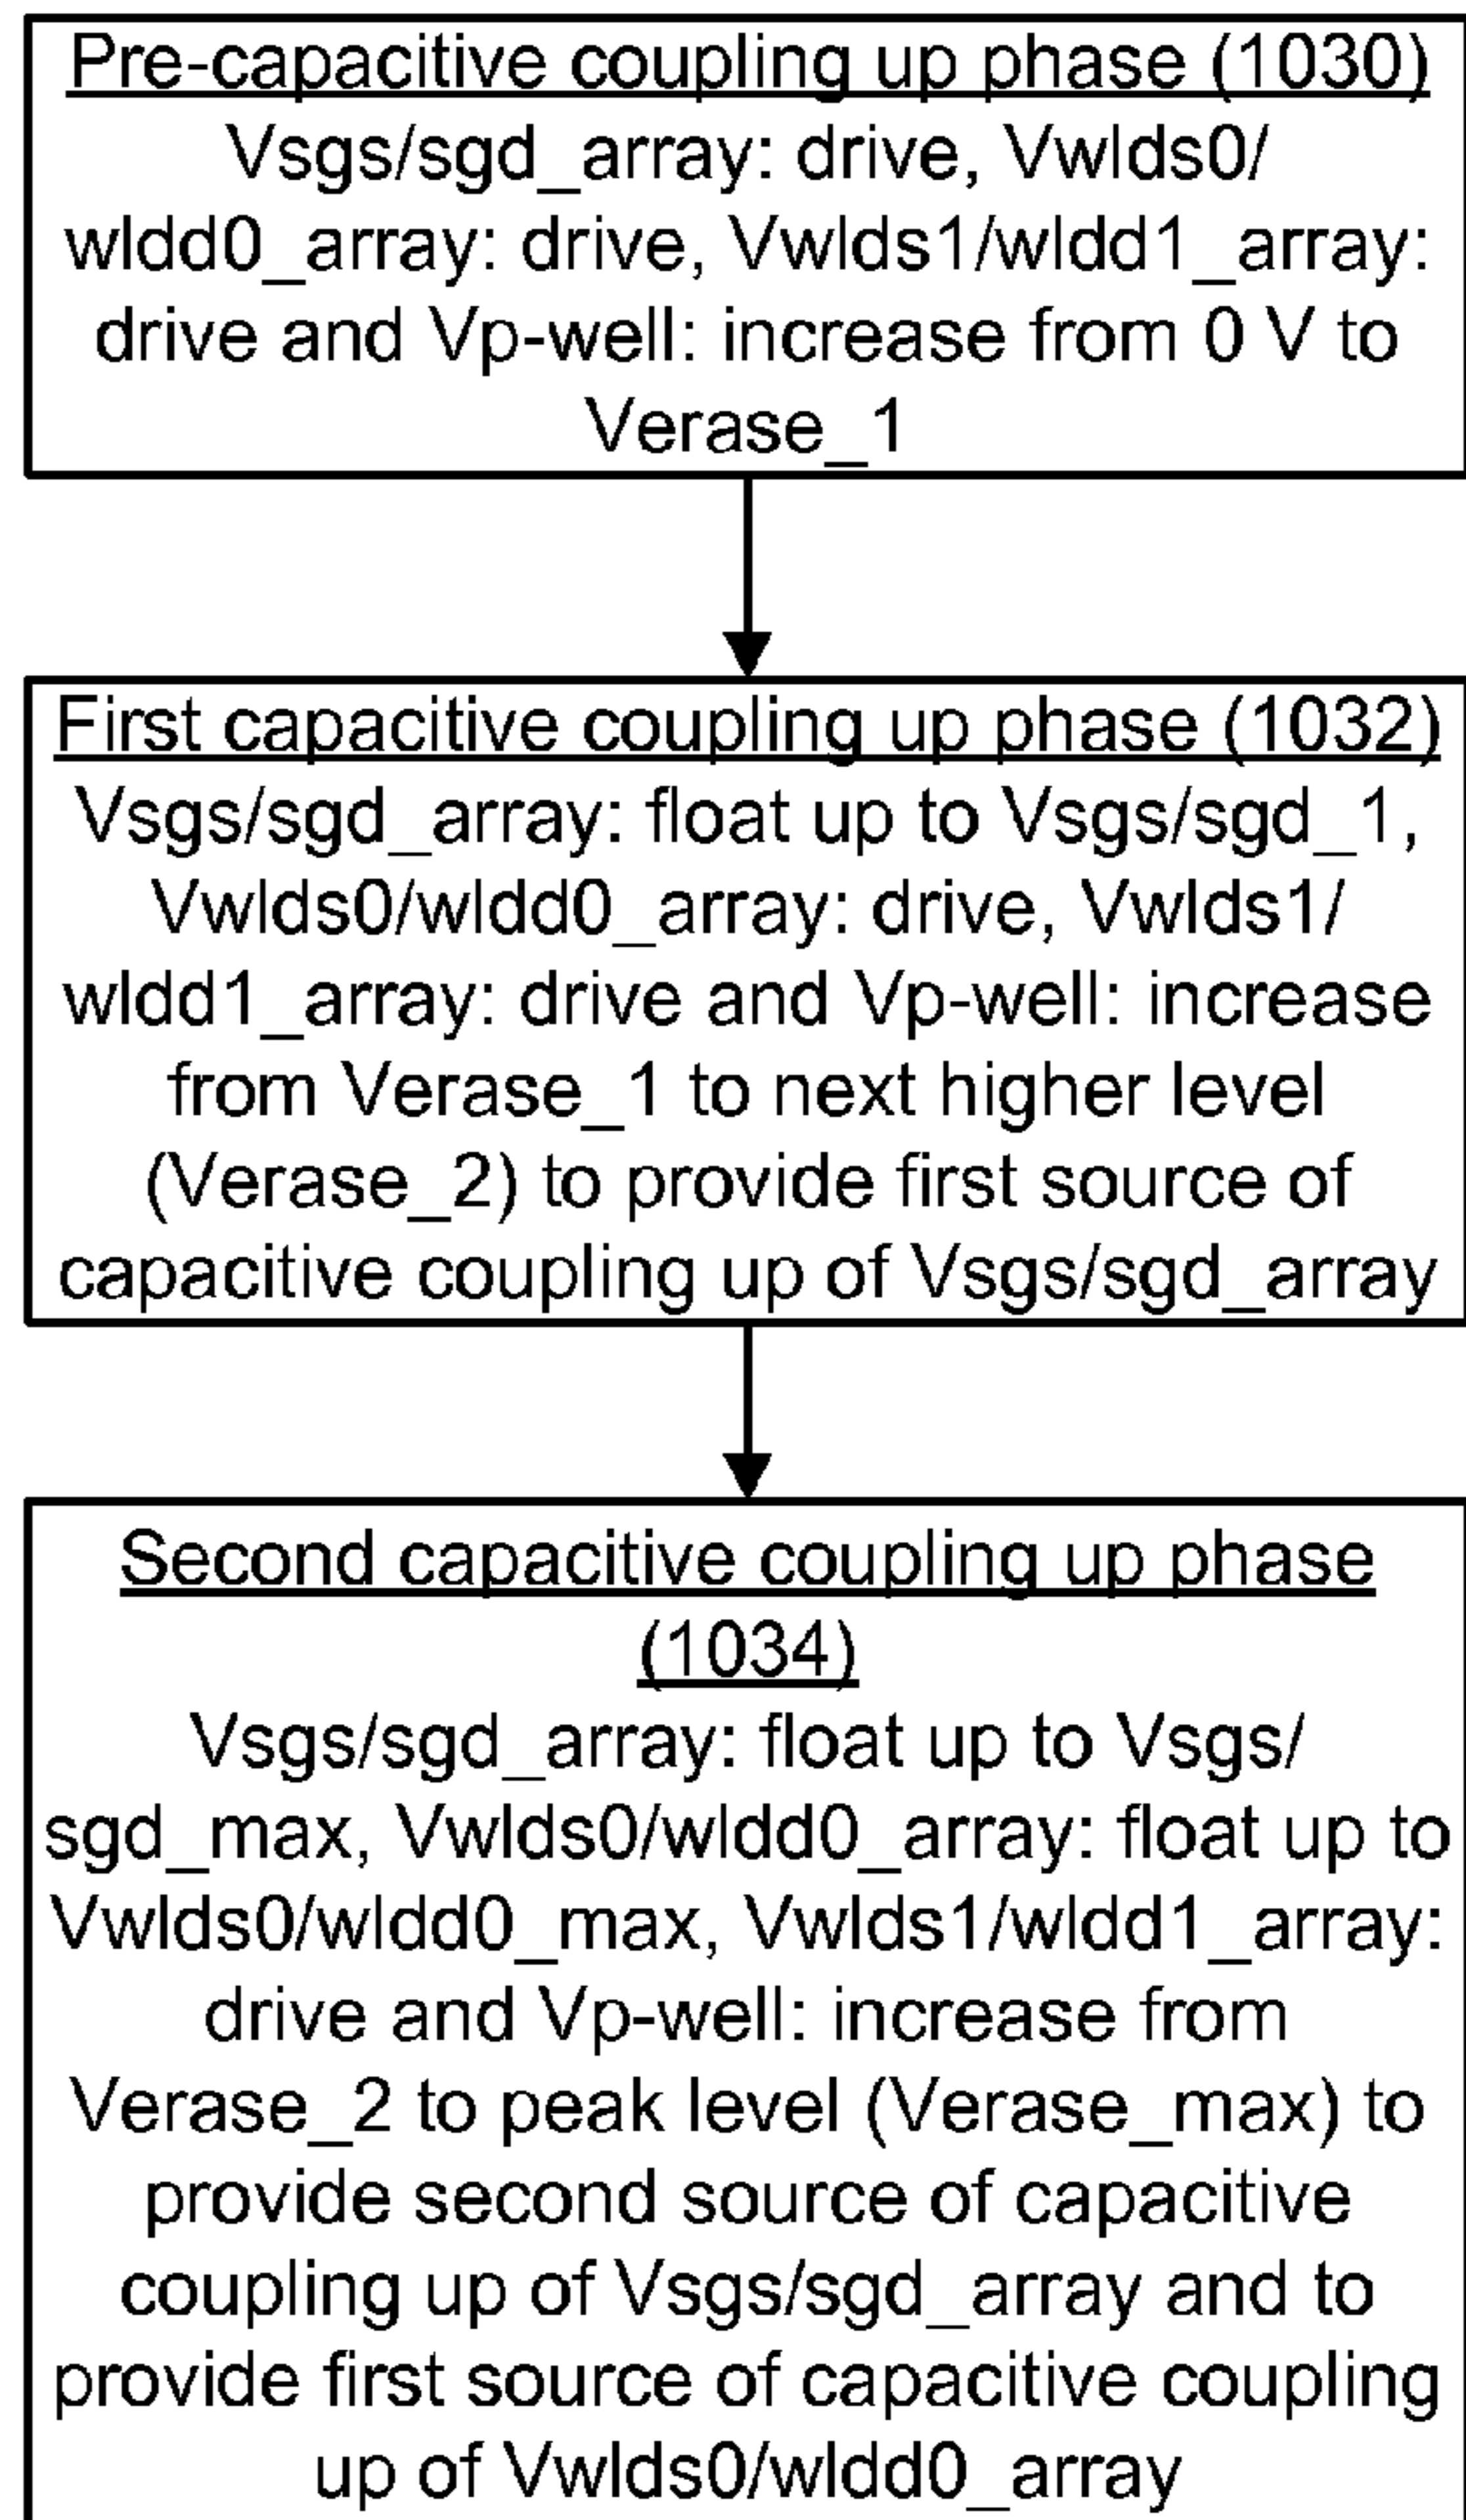 Pre-capacitive coupling up phase (1030)
Vsgs/sgd_array: drive, Vwlds0/
wldd0_array: drive, Vwlds1/wldd1_array:
drive and Vp-well: increase from 0 V to
Verase_1
First capacitive coupling up phase (1032)
Vsgs/sgd_array: float up to Vsgs/sgd_1,
Vwlds0/wldd0_array: drive, Vwlds1/
wldd1_array: drive and Vp-well: increase
from Verase_1 to next higher level
(Verase_2) to provide first source of
capacitive coupling up of Vsgs/sgd_array
Second capacitive coupling up phase
(1034)
Vsgs/sgd_array: float up to Vsgs/
sgd_max, Vwlds0/wldd0_array: float up to
Vwlds0/wldd0_max, Vwlds1/wldd1_array:
drive and Vp-well: increase from
Verase_2 to peak level (Verase_max) to
provide second source of capacitive
coupling up of Vsgs/sgd_array and to
provide first source of capacitive coupling
up of Vwlds0/wldd0_array